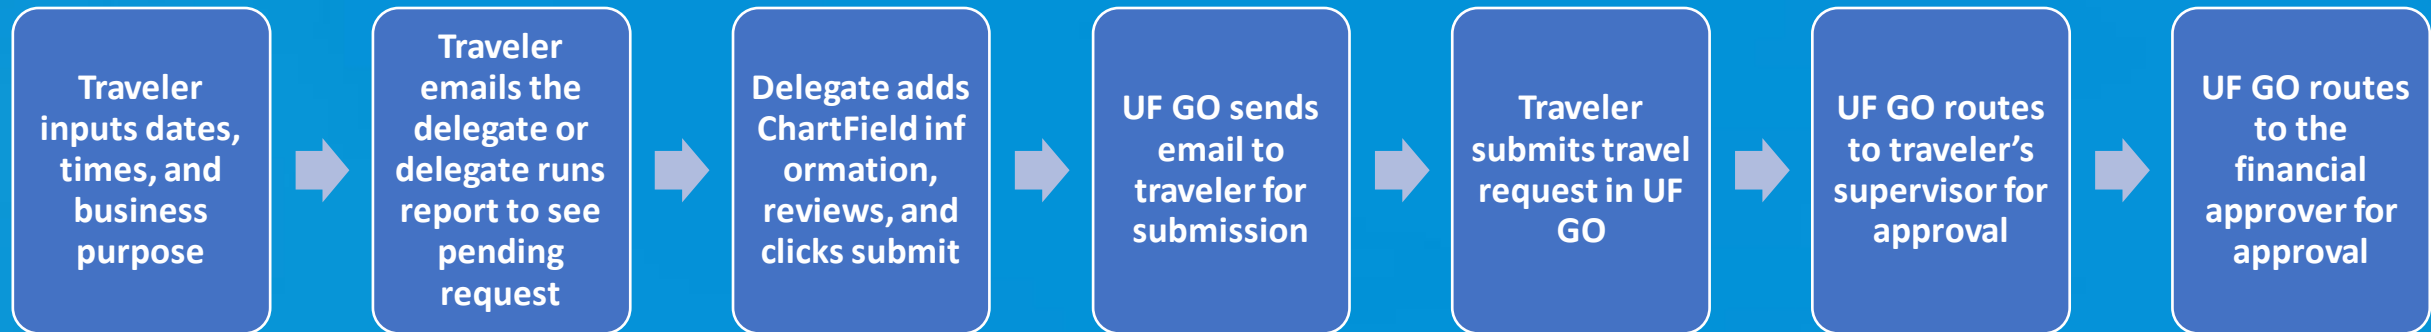 Traveler
inputs dates,
times, and
business
purpose
Traveler
emails the
delegate or
delegate runs
report to see
pending
request
Delegate adds
ChartField inf
ormation,
reviews, and
clicks submit
UF GO sends
email to
traveler for
submission
Traveler
submits travel
request in UF
GO
UF GO routes
to traveler’s
supervisor for
approval
UF GO routes
to the
financial
approver for
approval